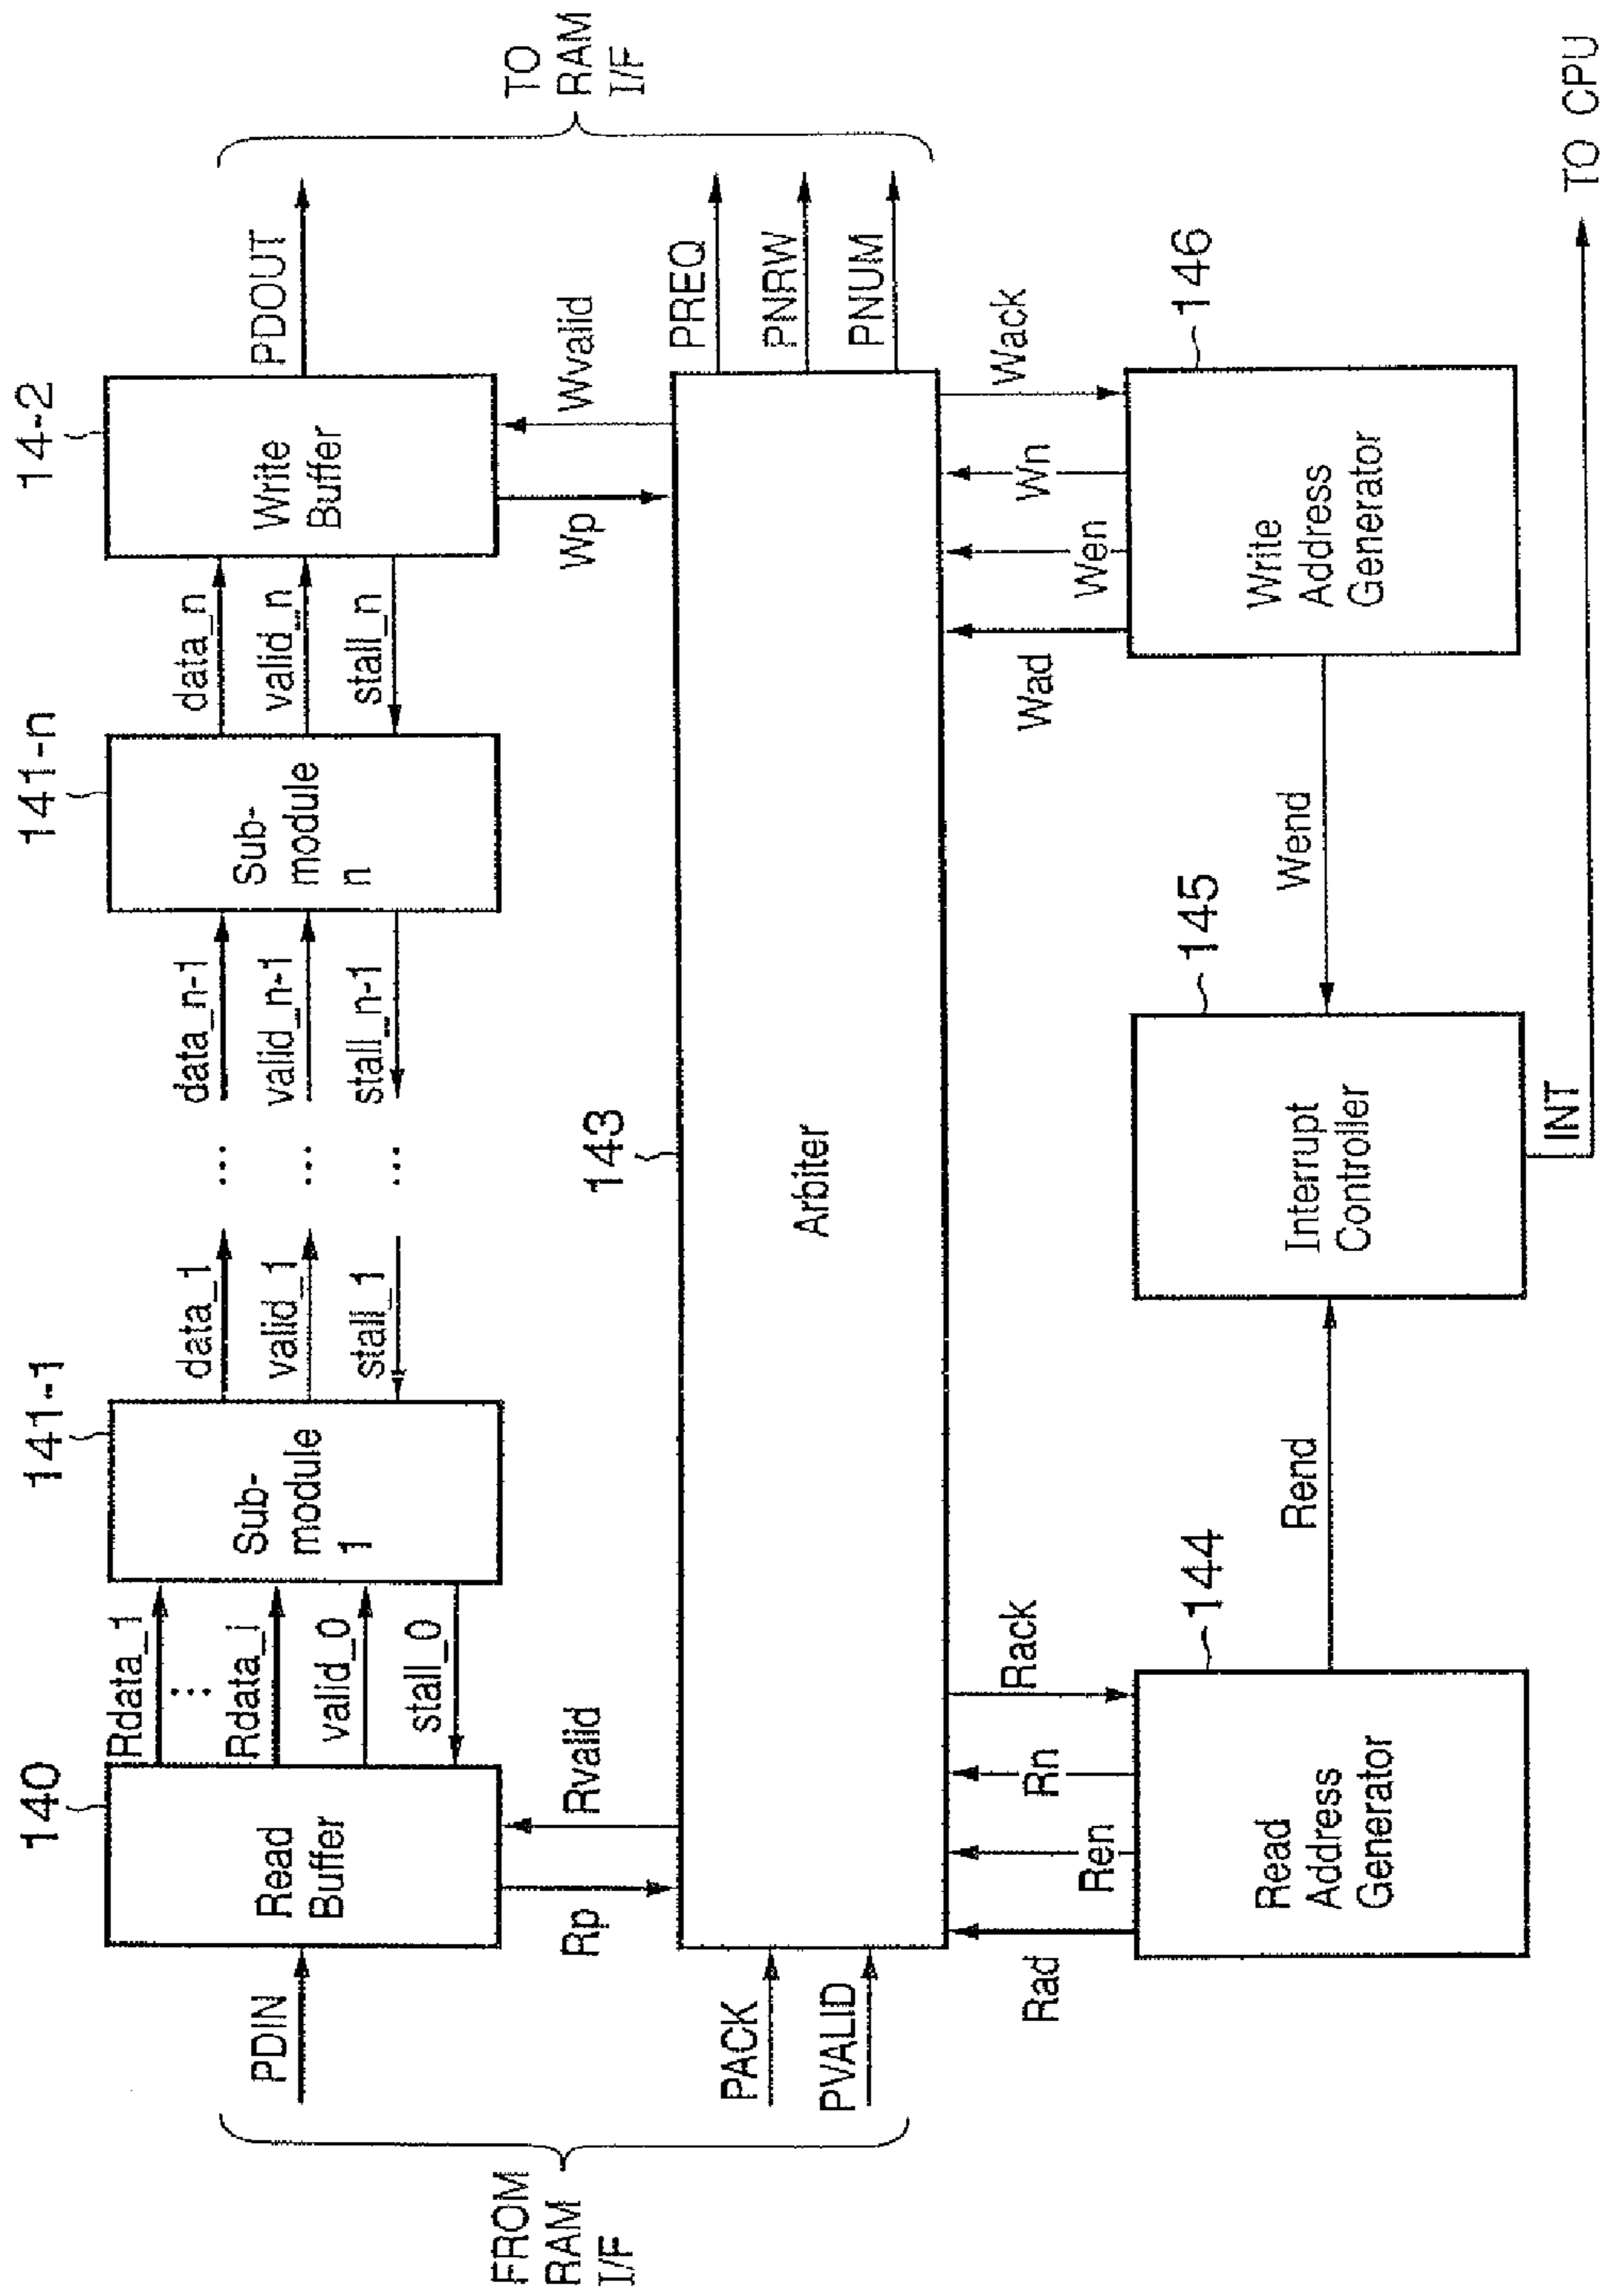 140
141-1
141-n
14-2
PDIN
Read
Buffer
Rdata_1
⋮
Rdata_i
valid_0
stall_0
Sub-
module
1
data_1
valid_1
stall_1
...
...
...
data_n-1
valid_n-1
stall_n-1
Sub-
module
n
data_n
valid_n
stall_n
Write
Buffer
PDOUT
FROM
RAM
I/F
TO
RAM
I/F
Rp
Rvalid
143
Wp
Wvalid
PACK
PVALID
Arbiter
PREQ
PNRW
PNUM
Rad
Ren
Rn
Rack
Wad
Wen
Wn
Wack
144
145
146
Read
Address
Generator
Rend
Interrupt
Controller
Wend
Write
Address
Generator
INT
TO CPU